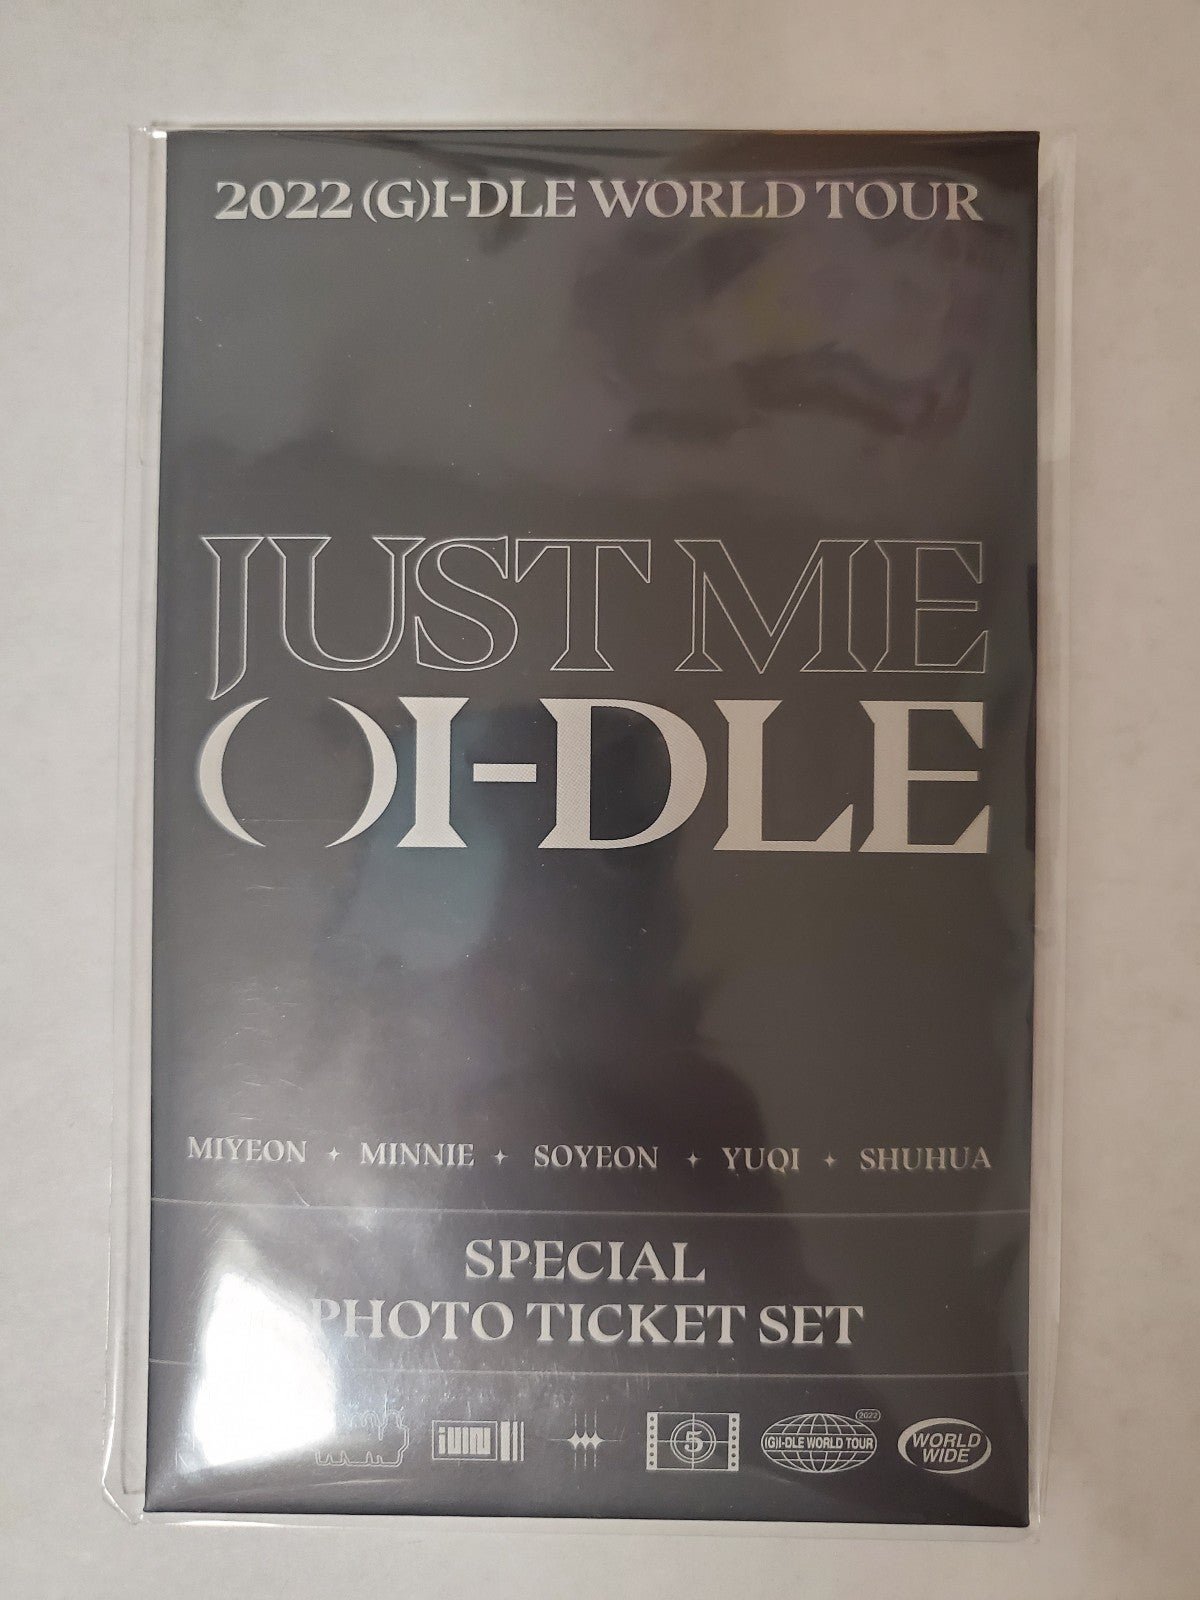 2022 (G)I-DLE WORLD TOUR
JUST ME
( )I-DLE
MIYEON ✦ MINNIE ✦ SOYEON ✦ YUQI ✦ SHUHUA
SPECIAL
PHOTO TICKET SET
5
2022
(G)I-DLE WORLD TOUR
WORLD
WIDE